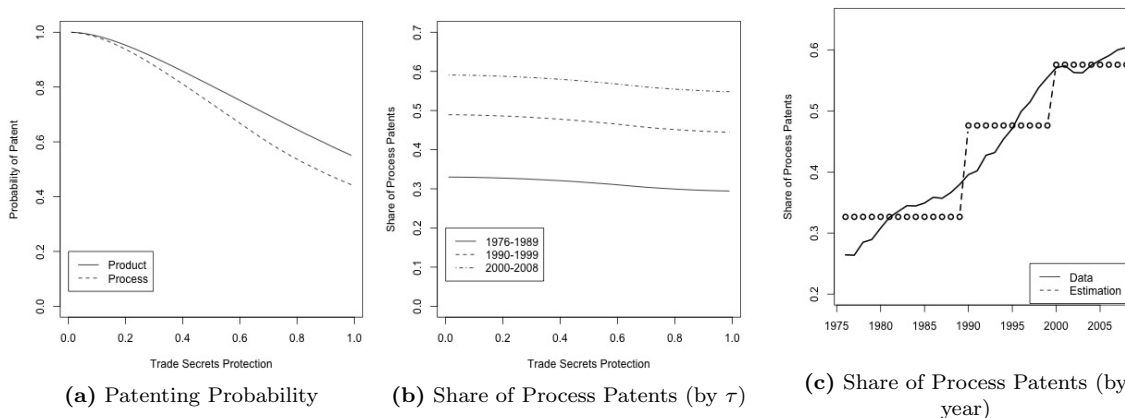 Probability of Patent
1.0
0.8
0.6
0.4
0.2
0.0
Product
Process
0.0 0.2 0.4 0.6 0.8 1.0
Trade Secrets Protection
(a) Patenting Probability
Share of Process Patents
0.7
0.6
0.5
0.4
0.3
0.2
0.1
0.0
1976-1989
1990-1999
2000-2008
0.0 0.2 0.4 0.6 0.8 1.0
Trade Secrets Protection
(b) Share of Process Patents (by τ)
Share of Process Patents
0.6
0.5
0.4
0.3
0.2
Data
Estimation
1975 1980 1985 1990 1995 2000 2005
(c) Share of Process Patents (by
year)